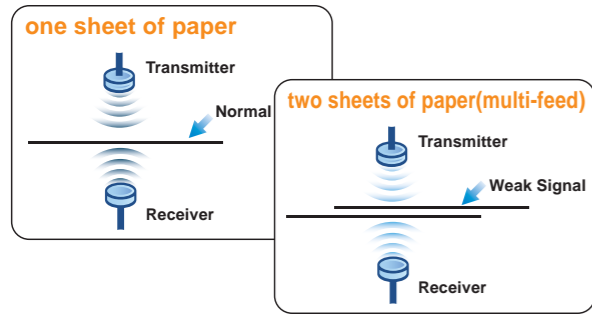 one sheet of paper
Transmitter
Normal
Receiver
two sheets of paper(multi-feed)
Transmitter
Weak Signal
Receiver